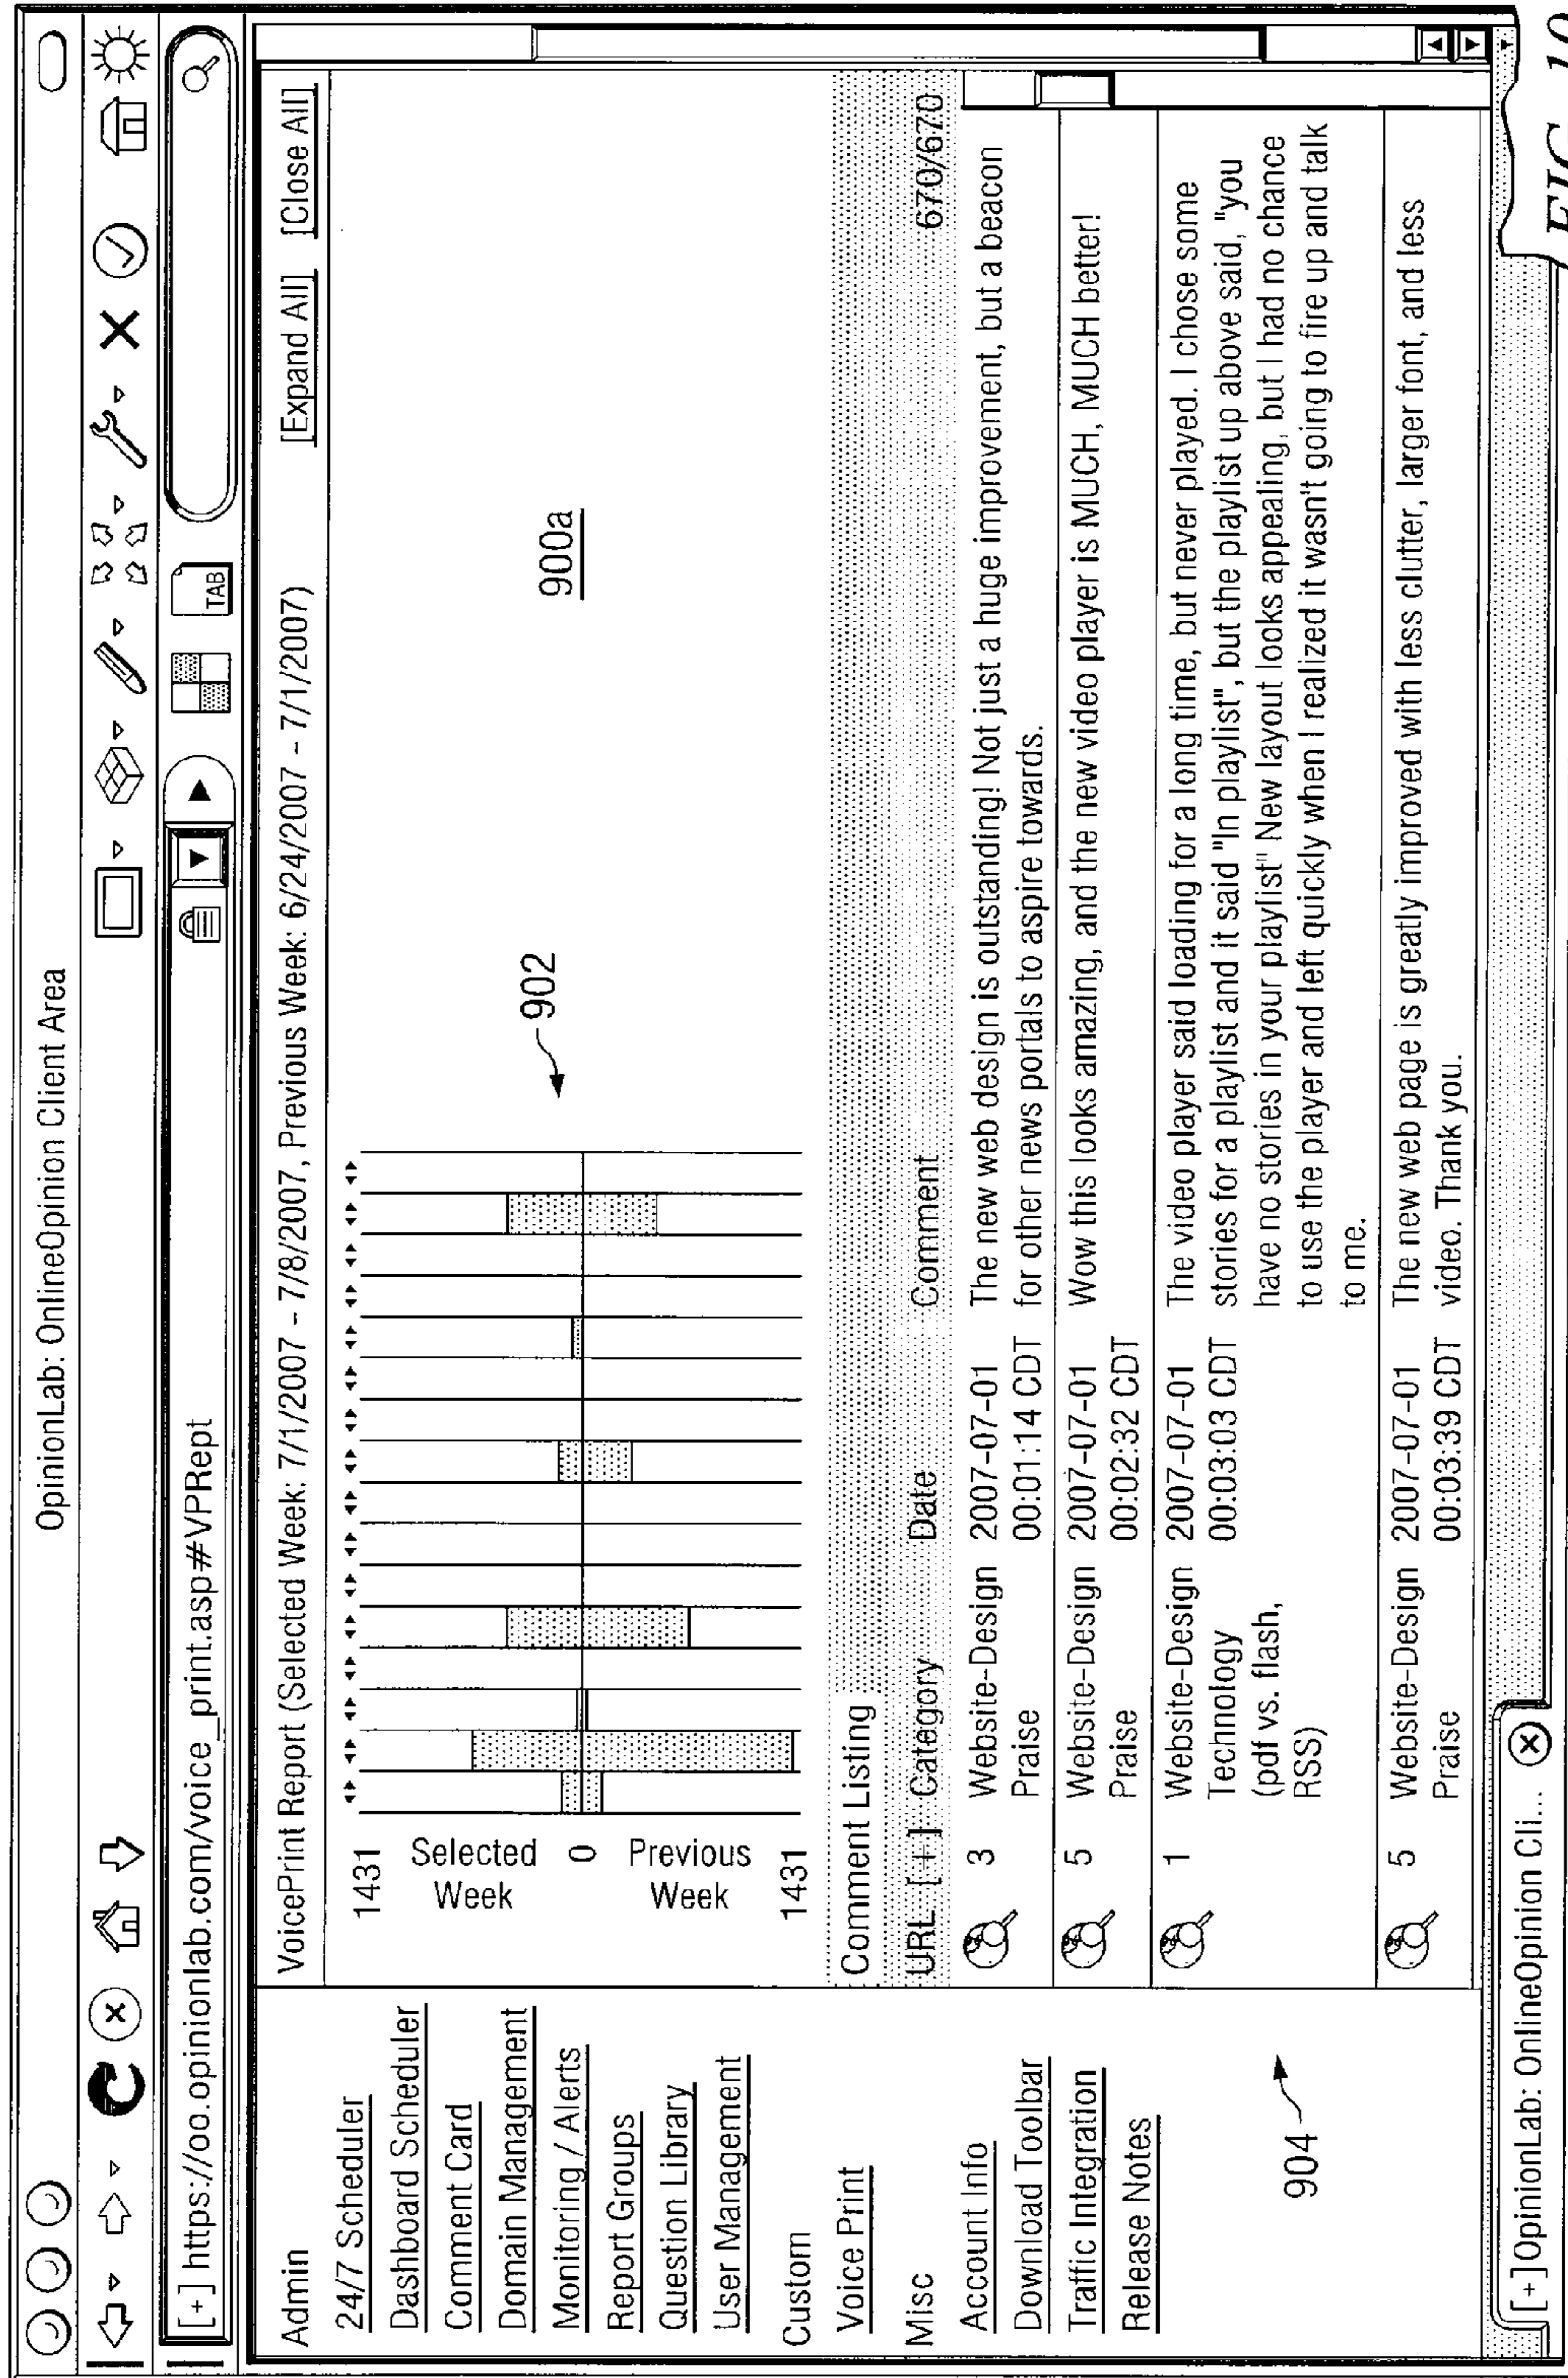 OpinionLab: OnlineOpinion Client Area
[+] https://oo.opinionlab.com/voice_print.asp#VPRept
TAB
Admin
24/7 Scheduler
Dashboard Scheduler
Comment Card
Domain Management
Monitoring / Alerts
Report Groups
Question Library
User Management
Custom
Voice Print
Misc
Account Info
Download Toolbar
Traffic Integration
Release Notes
904
VoicePrint Report (Selected Week: 7/1/2007 - 7/8/2007, Previous Week: 6/24/2007 - 7/1/2007)
[Expand All] [Close All]
1431
Selected
Week
0
Previous
Week
1431
902
900a
Comment Listing
URL [+] Category Date Comment 670/670
3 Website-Design 2007-07-01 The new web design is outstanding! Not just a huge improvement, but a beacon
Praise 00:01:14 CDT for other news portals to aspire towards.
5 Website-Design 2007-07-01 Wow this looks amazing, and the new video player is MUCH, MUCH better!
Praise 00:02:32 CDT
1 Website-Design 2007-07-01 The video player said loading for a long time, but never played. I chose some
Technology 00:03:03 CDT stories for a playlist and it said "In playlist", but the playlist up above said, "you
(pdf vs. flash, have no stories in your playlist" New layout looks appealing, but I had no chance
RSS) to use the player and left quickly when I realized it wasn't going to fire up and talk
to me.
5 Website-Design 2007-07-01 The new web page is greatly improved with less clutter, larger font, and less
Praise 00:03:39 CDT video. Thank you.
[+] OpinionLab: OnlineOpinion Cli...